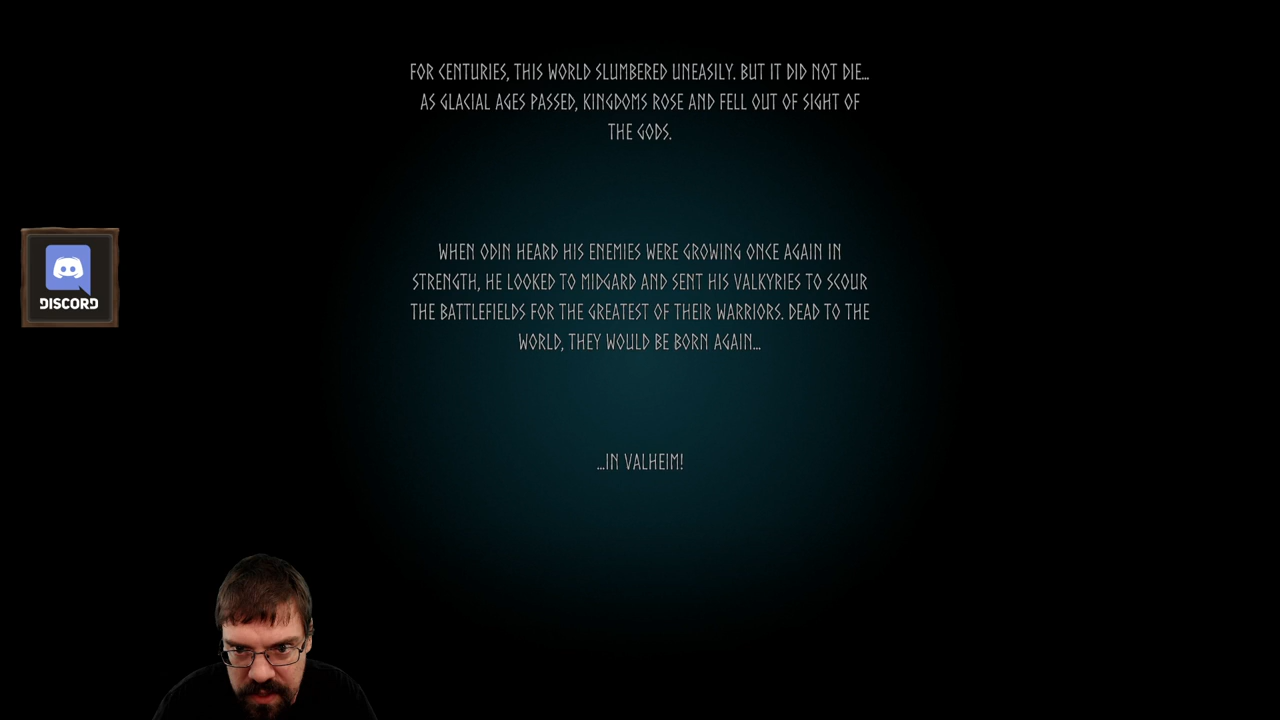 FOR CENTURIES, THIS WORLD SLUMBERED UNEASILY. BUT IT DID NOT DIE...
AS GLACIAL AGES PASSED, KINGDOMS ROSE AND FELL OUT OF SIGHT OF
THE GODS.
WHEN ODIN HEARD HIS ENEMIES WERE GROWING ONCE AGAIN IN
STRENGTH, HE LOOKED TO MIDGARD AND SENT HIS VALKYRIES TO SCOUR
THE BATTLEFIELDS FOR THE GREATEST OF THEIR WARRIORS. DEAD TO THE
WORLD, THEY WOULD BE BORN AGAIN...
...IN VALHEIM!
DISCORD